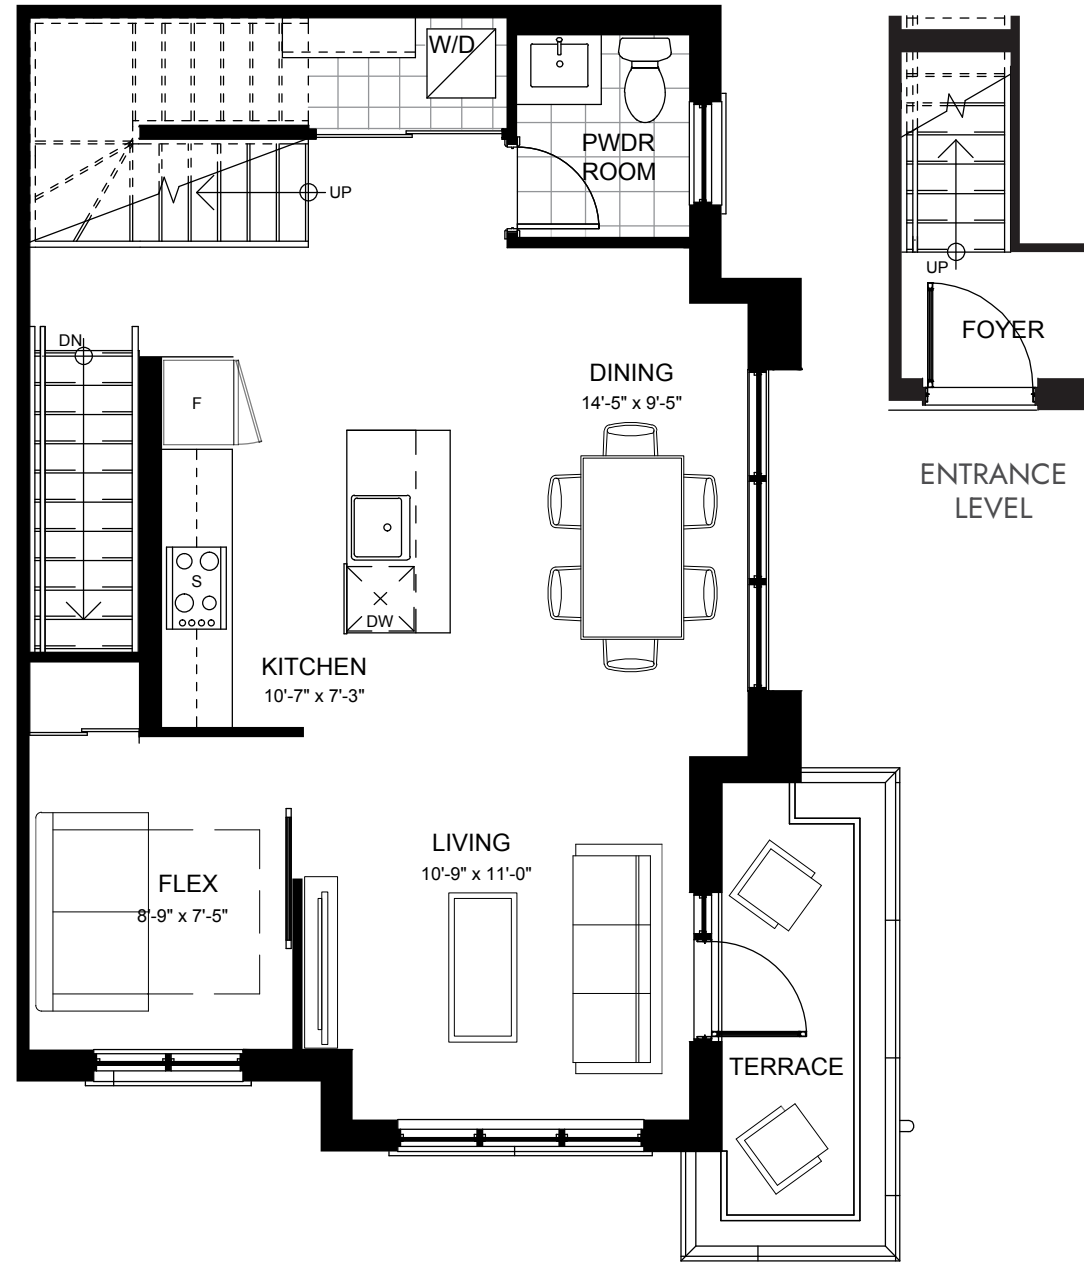 W/D
PWDR
ROOM
UP
UP
FOYER
DN
DINING
14'-5" x 9'-5"
F
ENTRANCE
LEVEL
S
DW
KITCHEN
10'-7" x 7'-3"
LIVING
10'-9" x 11'-0"
FLEX
8'-9" x 7'-5"
TERRACE